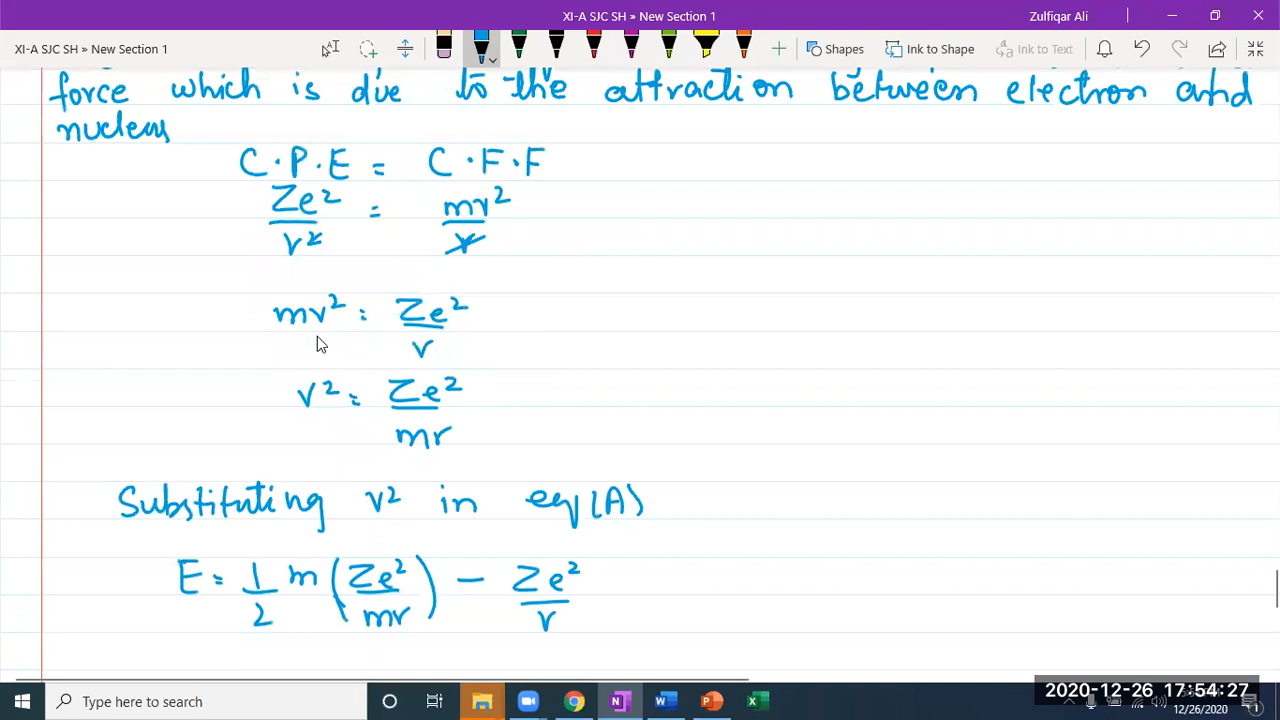 XI-A SJC SH » New Section 1
Zulfiqar Ali
XI-A SJC SH » New Section 1
Shapes
Ink to Shape
Ink to Text
force which is due to the attraction between electron and
nucleus
C.P.E = C.F.F
Ze² / r² = mv² / r
mv² = Ze² / r
v² = Ze² / mr
Substituting v² in eq(A)
E = 1/2 m (Ze² / mr) - Ze² / r
Type here to search
2020-12-26 17:54:27
12/26/2020